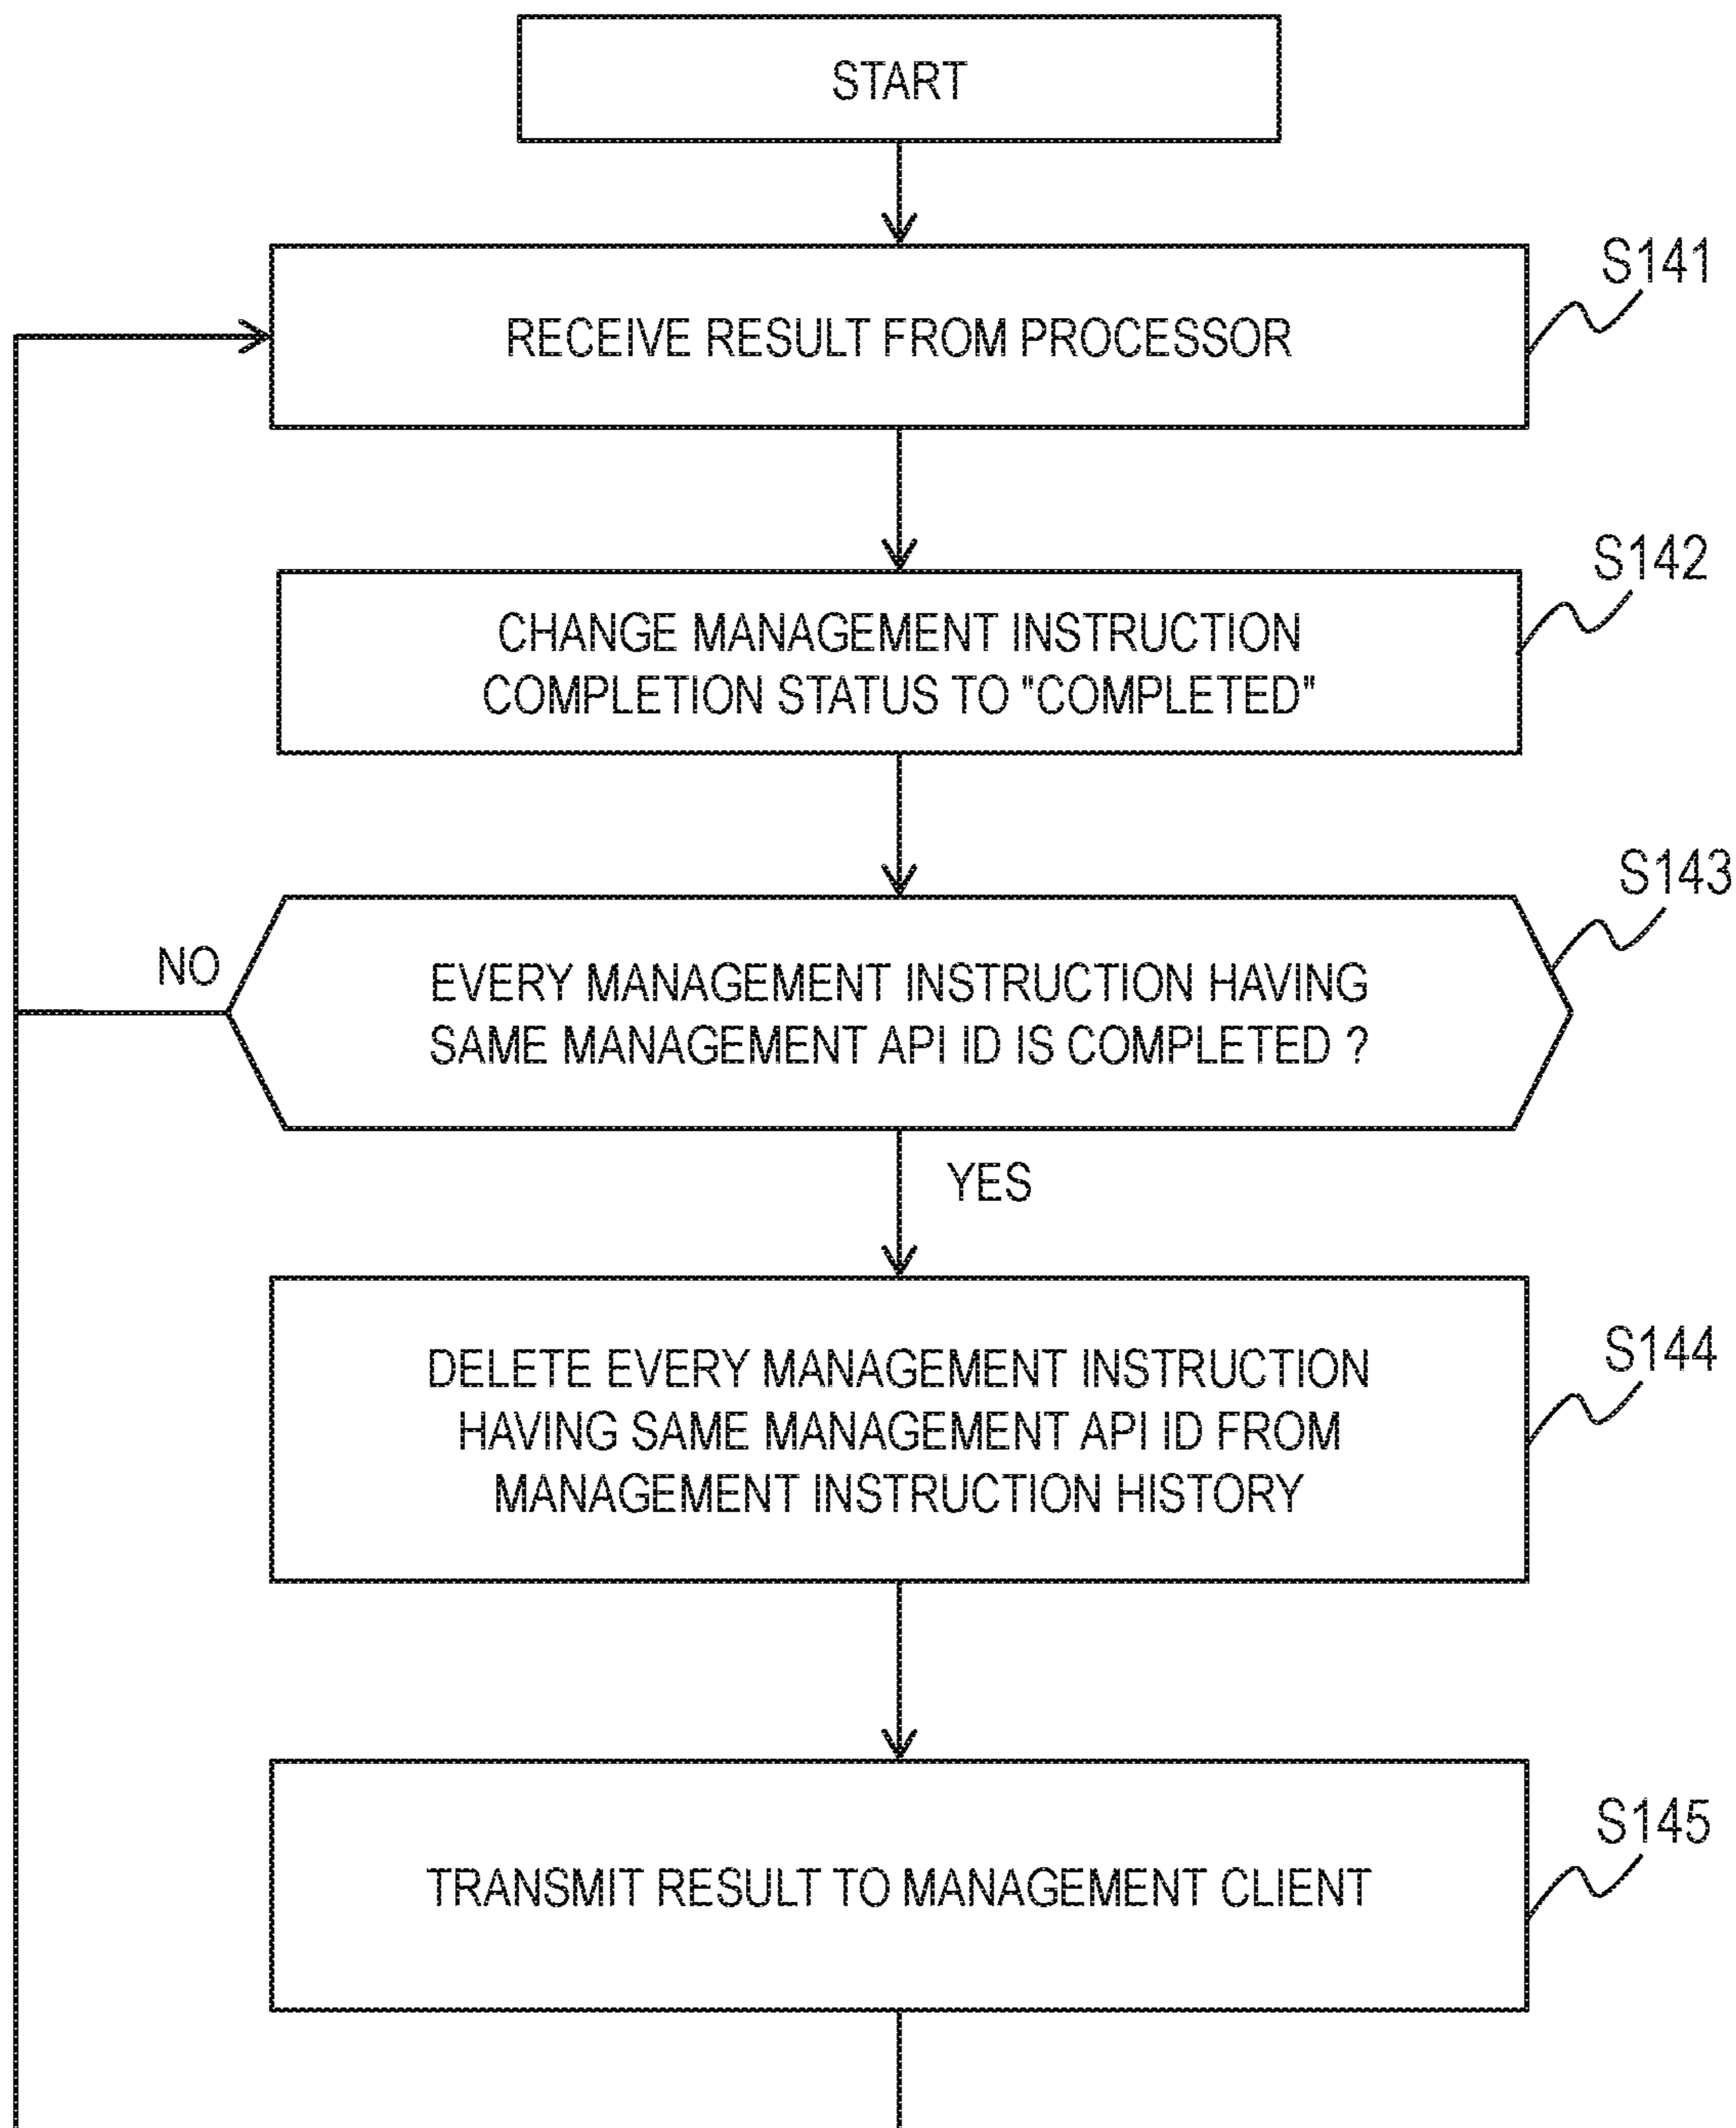 START
S141
RECEIVE RESULT FROM PROCESSOR
S142
CHANGE MANAGEMENT INSTRUCTION
COMPLETION STATUS TO "COMPLETED"
S143
NO
EVERY MANAGEMENT INSTRUCTION HAVING
SAME MANAGEMENT API ID IS COMPLETED ?
YES
S144
DELETE EVERY MANAGEMENT INSTRUCTION
HAVING SAME MANAGEMENT API ID FROM
MANAGEMENT INSTRUCTION HISTORY
S145
TRANSMIT RESULT TO MANAGEMENT CLIENT